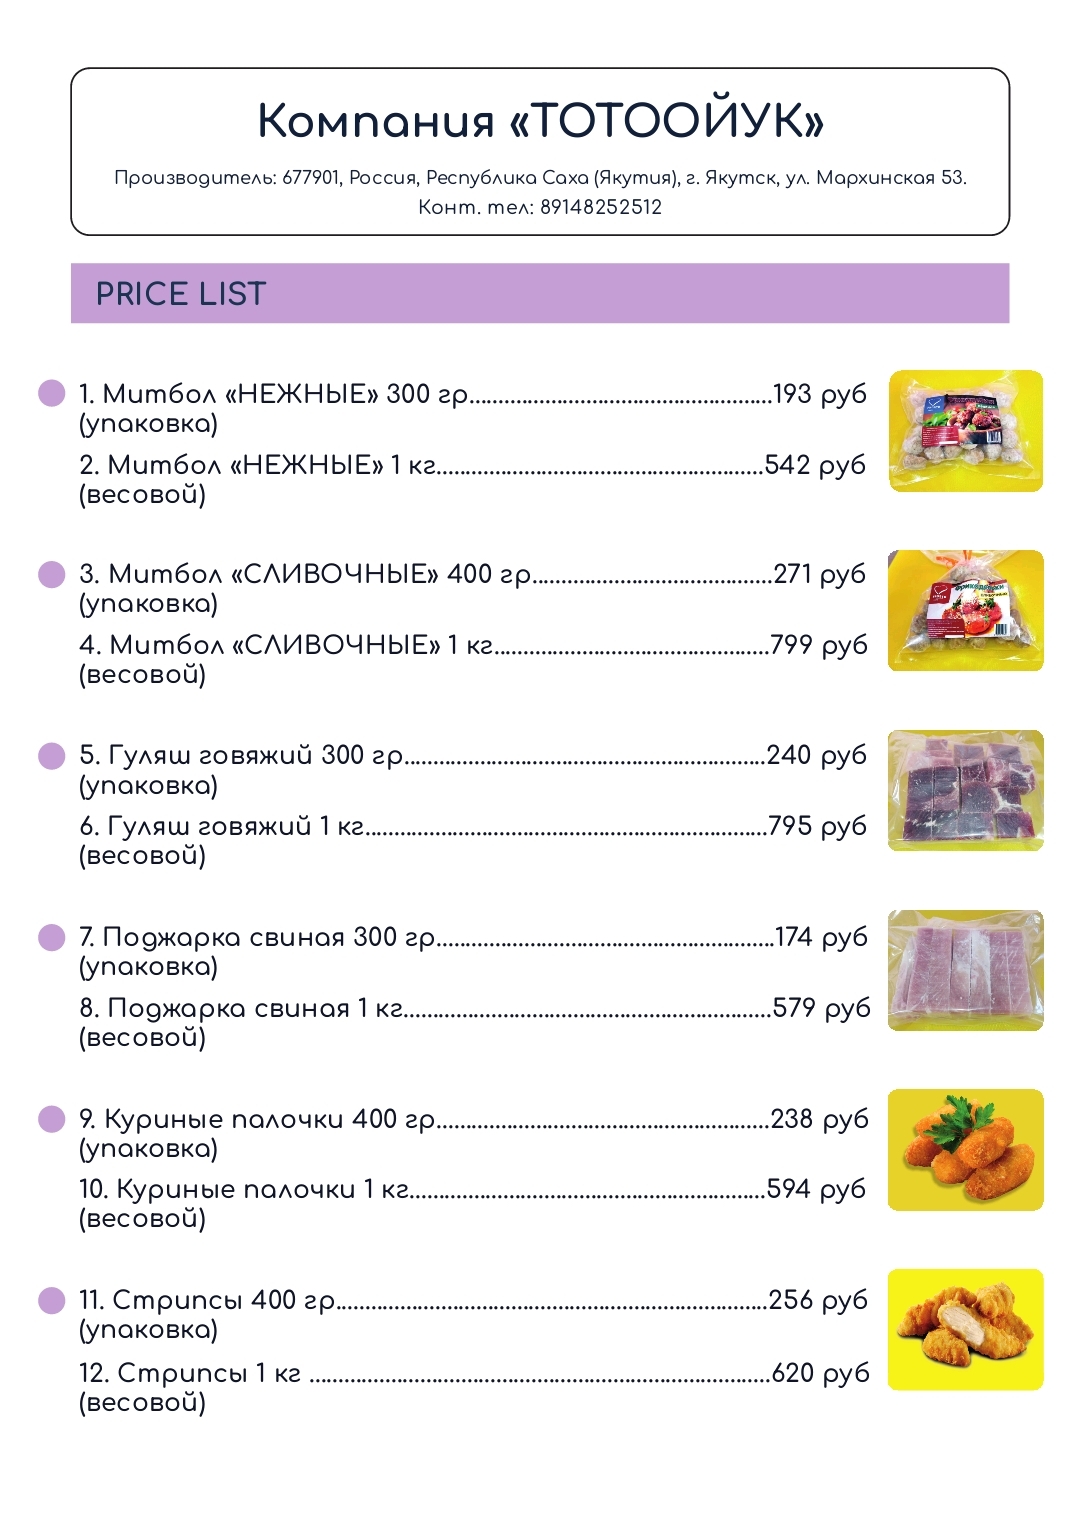 Компания «ТОТООЙУК»
Производитель: 677901, Россия, Республика Саха (Якутия), г. Якутск, ул. Мархинская 53.
Конт. тел: 89148252512
PRICE LIST
1. Митбол «НЕЖНЫЕ» 300 гр....................................................193 руб
(упаковка)
2. Митбол «НЕЖНЫЕ» 1 кг........................................................542 руб
(весовой)
3. Митбол «СЛИВОЧНЫЕ» 400 гр.........................................271 руб
(упаковка)
4. Митбол «СЛИВОЧНЫЕ» 1 кг...............................................799 руб
(весовой)
5. Гуляш говяжий 300 гр..............................................................240 руб
(упаковка)
6. Гуляш говяжий 1 кг.....................................................................795 руб
(весовой)
7. Поджарка свиная 300 гр..........................................................174 руб
(упаковка)
8. Поджарка свиная 1 кг...............................................................579 руб
(весовой)
9. Куриные палочки 400 гр.........................................................238 руб
(упаковка)
10. Куриные палочки 1 кг.............................................................594 руб
(весовой)
11. Стрипсы 400 гр..........................................................................256 руб
(упаковка)
12. Стрипсы 1 кг ...............................................................................620 руб
(весовой)